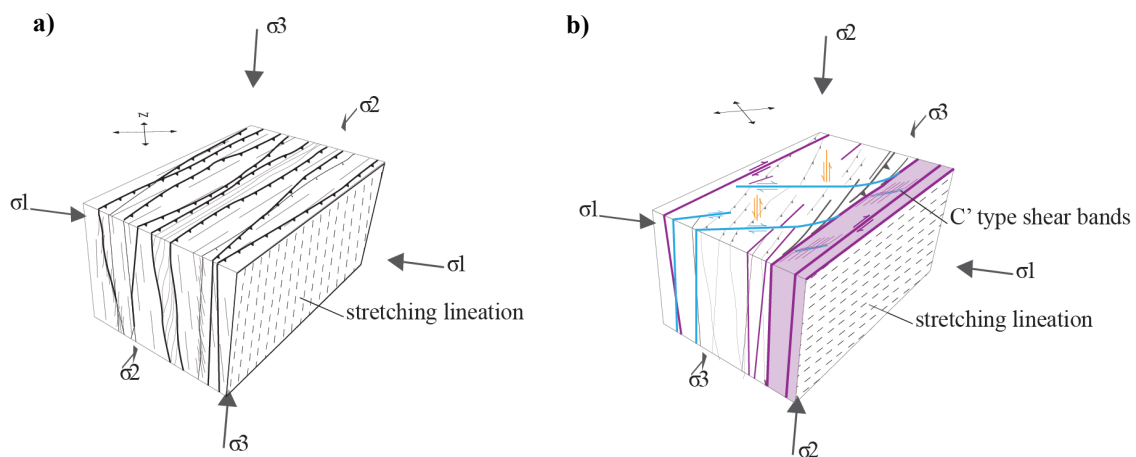 a)
σ3
z
σ2
σ1
σ1
stretching lineation
σ2
σ3
b)
σ2
σ3
σ1
C' type shear bands
σ1
stretching lineation
σ3
σ2